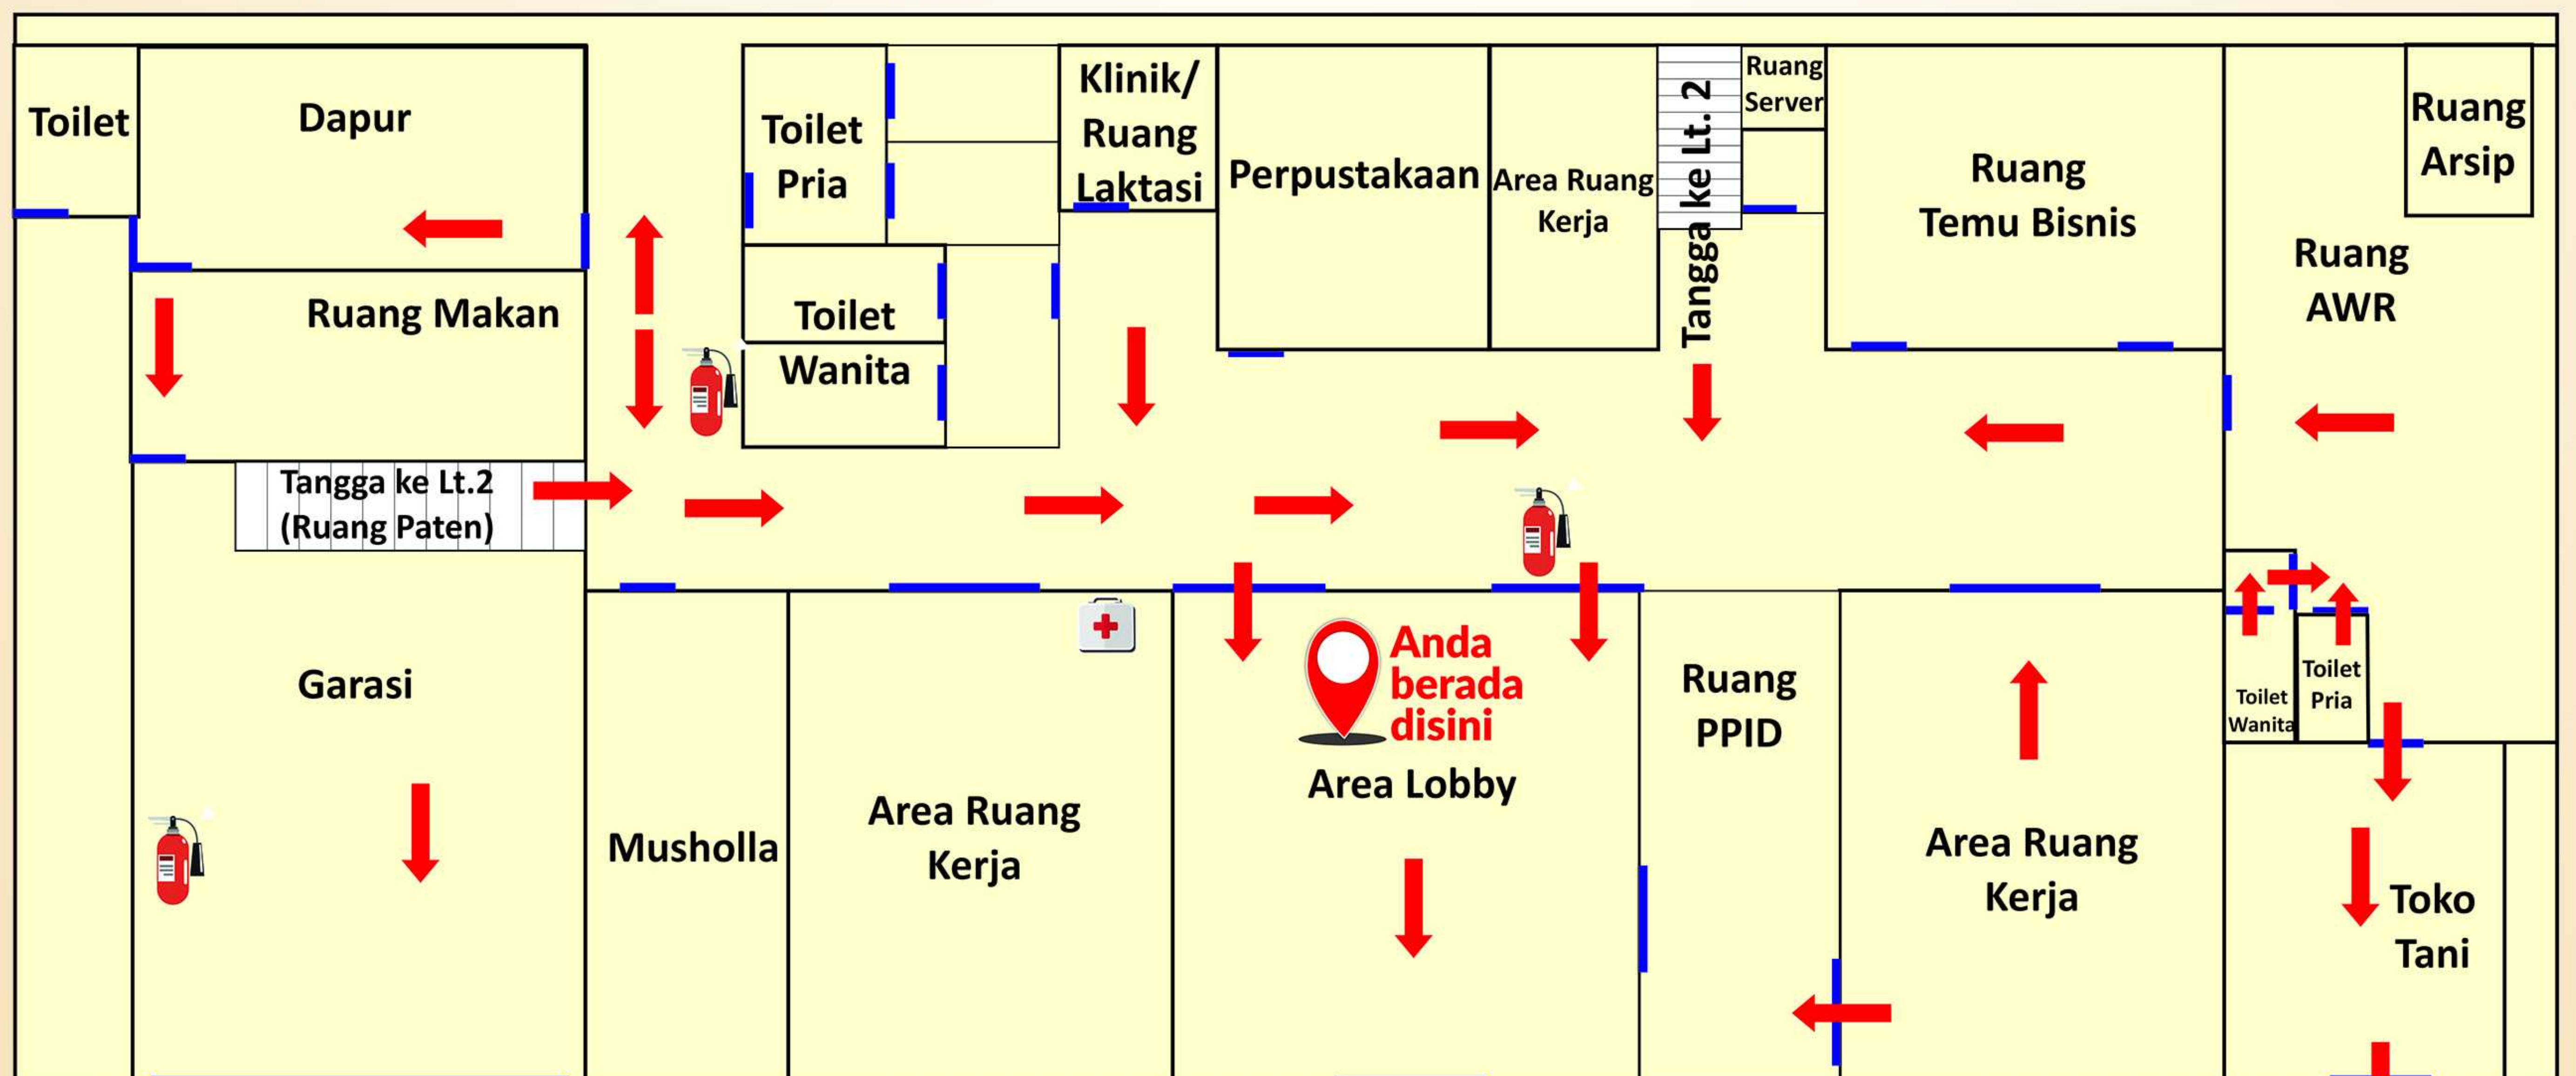 Toilet
Dapur
Toilet
Pria
Klinik/
Ruang
Laktasi
Perpustakaan
Area Ruang
Kerja
Tangga ke Lt. 2
Ruang
Server
Ruang
Temu Bisnis
Ruang
Arsip
Ruang
AWR
Ruang Makan
Toilet
Wanita
Tangga ke Lt.2
(Ruang Paten)
Garasi
Musholla
Area Ruang
Kerja
Anda
berada
disini
Area Lobby
Ruang
PPID
Area Ruang
Kerja
Toilet
Wanita
Toilet
Pria
Toko
Tani